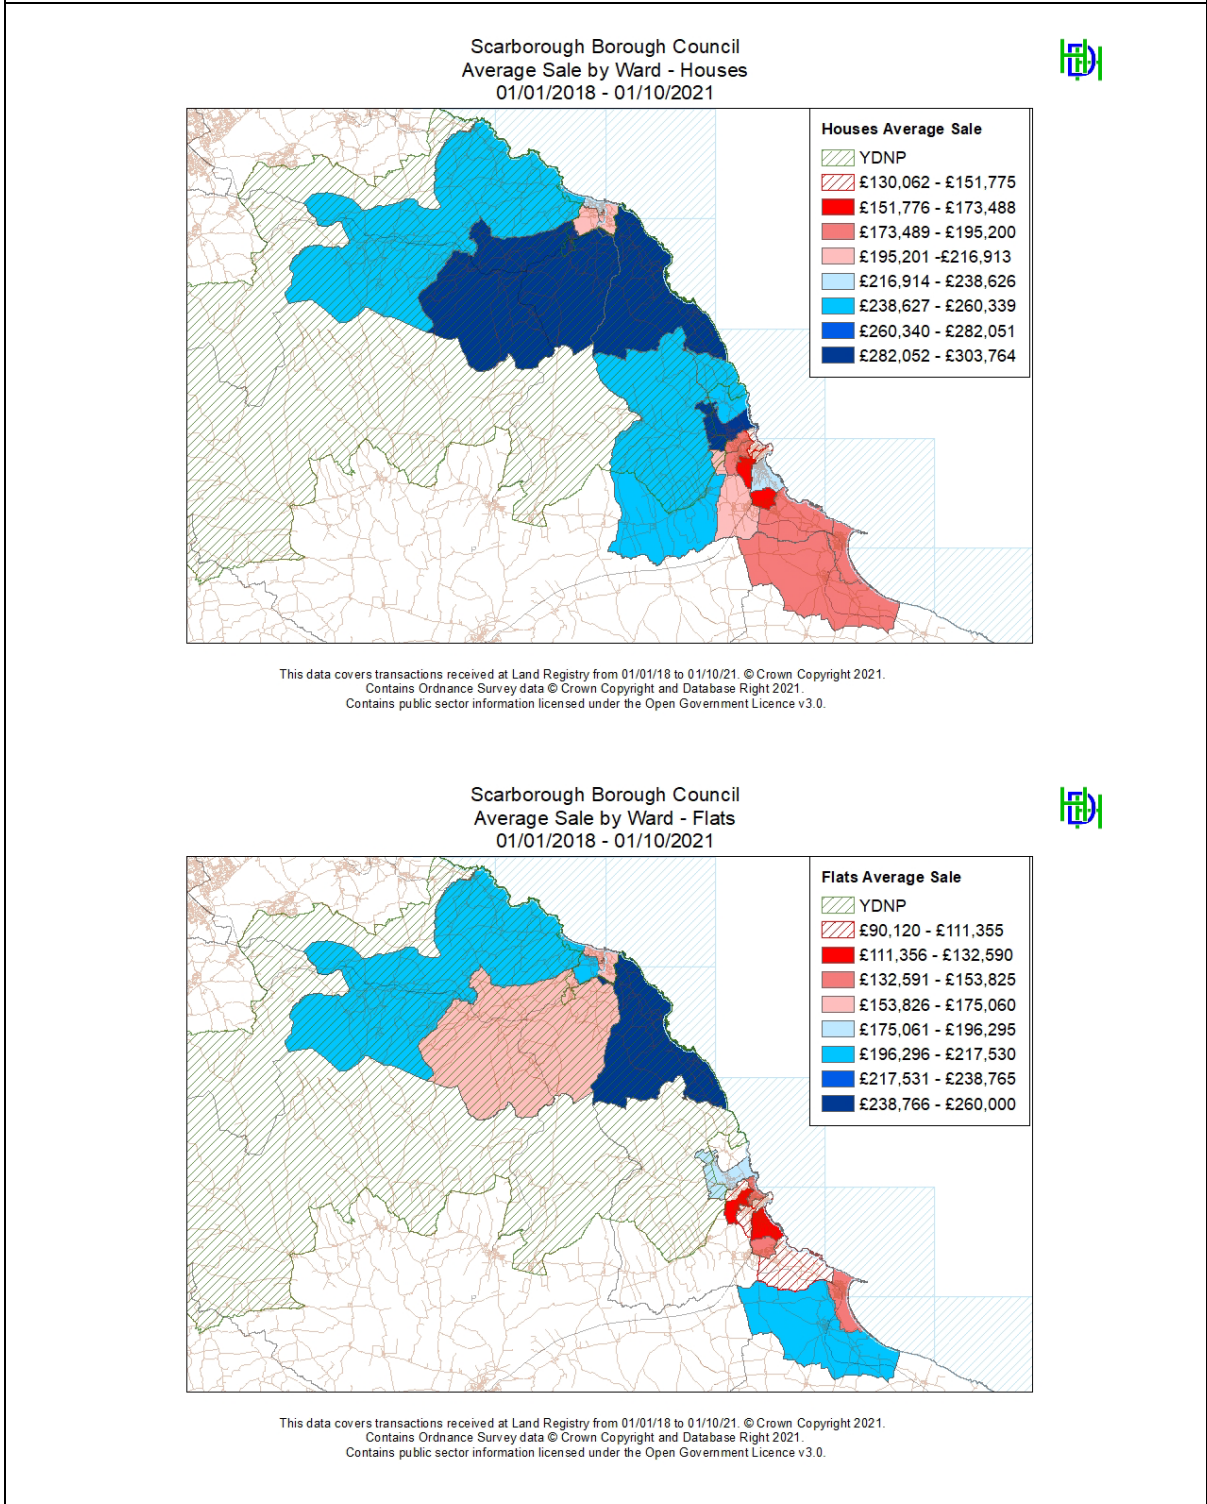 Scarborough Borough Council
Average Sale by Ward - Houses
01/01/2018 - 01/10/2021
HDH
Houses Average Sale
YDNP
£130,062 - £151,775
£151,776 - £173,488
£173,489 - £195,200
£195,201 -£216,913
£216,914 - £238,626
£238,627 - £260,339
£260,340 - £282,051
£282,052 - £303,764
This data covers transactions received at Land Registry from 01/01/18 to 01/10/21. © Crown Copyright 2021.
Contains Ordnance Survey data © Crown Copyright and Database Right 2021.
Contains public sector information licensed under the Open Government Licence v3.0.
Scarborough Borough Council
Average Sale by Ward - Flats
01/01/2018 - 01/10/2021
HDH
Flats Average Sale
YDNP
£90,120 - £111,355
£111,356 - £132,590
£132,591 - £153,825
£153,826 - £175,060
£175,061 - £196,295
£196,296 - £217,530
£217,531 - £238,765
£238,766 - £260,000
This data covers transactions received at Land Registry from 01/01/18 to 01/10/21. © Crown Copyright 2021.
Contains Ordnance Survey data © Crown Copyright and Database Right 2021.
Contains public sector information licensed under the Open Government Licence v3.0.